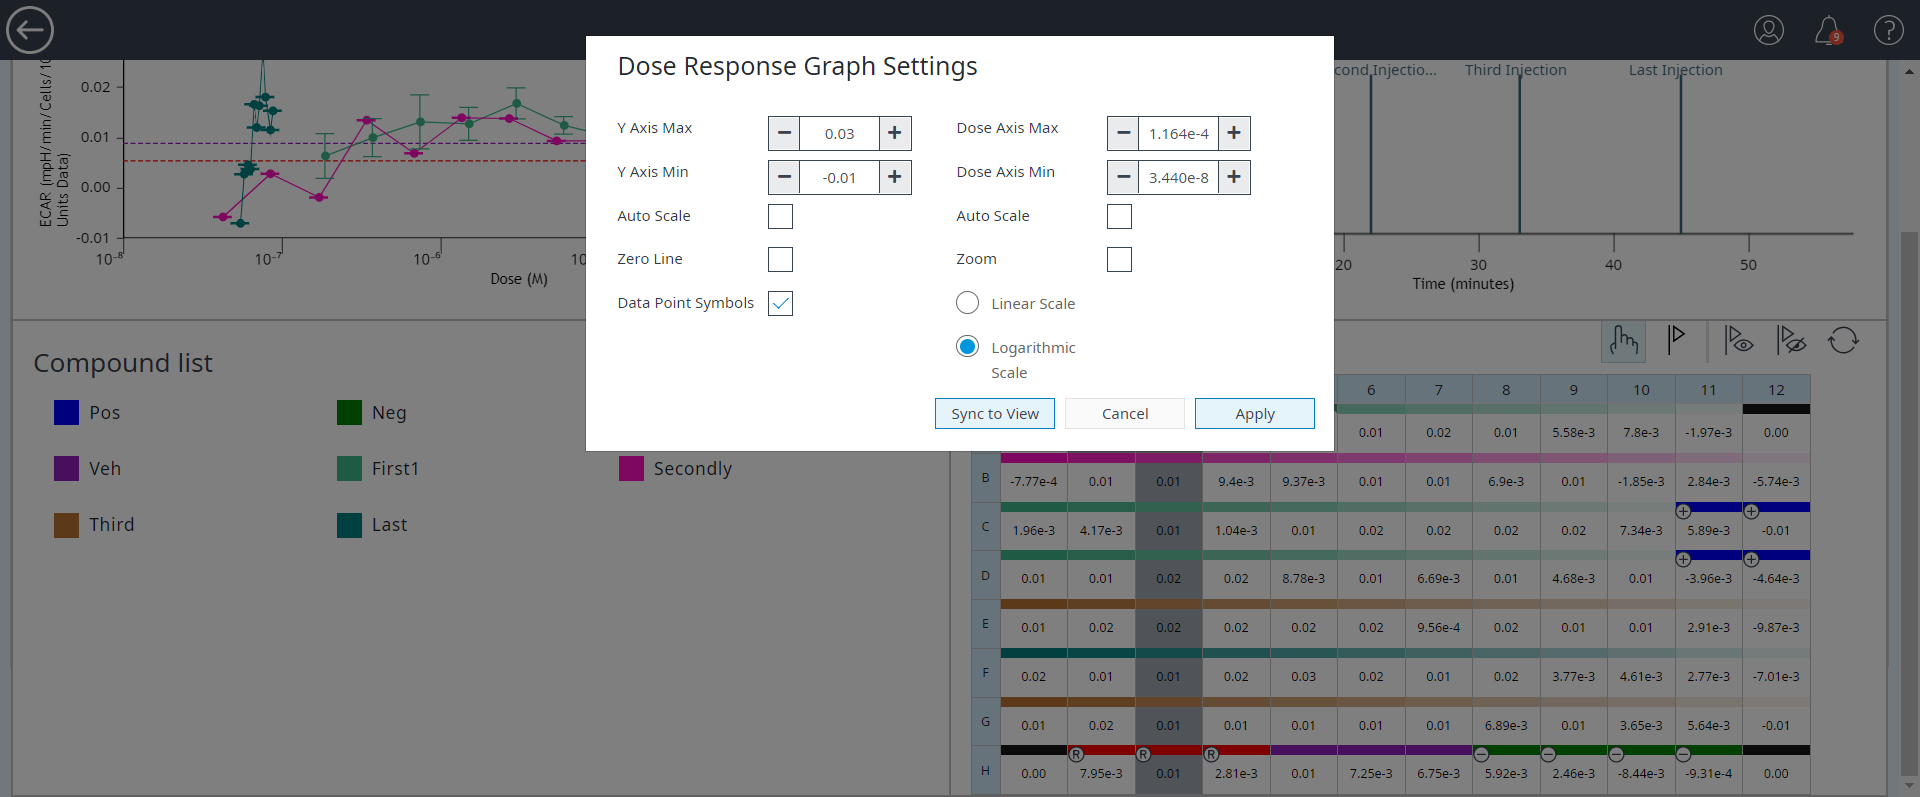 9
?
Dose Response Graph Settings
Y Axis Max
0.03
Dose Axis Max
1.164e-4
Y Axis Min
-0.01
Dose Axis Min
3.440e-8
Auto Scale
Auto Scale
Zero Line
Zoom
Data Point Symbols
Linear Scale
Logarithmic
Scale
Sync to View
Cancel
Apply
ECAR (mpH/min/Cells/10
Units Data)
0.02
0.01
0.00
-0.01
10⁻⁸
10⁻⁷
10⁻⁶
10
Dose (M)
cond Injectio...
Third Injection
Last Injection
20
30
40
50
Time (minutes)
Compound list
Pos
Neg
Veh
First1
Secondly
Third
Last
6 7 8 9 10 11 12
0.01 0.02 0.01 5.58e-3 7.8e-3 -1.97e-3 0.00
B -7.77e-4 0.01 0.01 9.4e-3 9.37e-3 0.01 0.01 6.9e-3 0.01 -1.85e-3 2.84e-3 -5.74e-3
C 1.96e-3 4.17e-3 0.01 1.04e-3 0.01 0.02 0.02 0.02 0.02 7.34e-3 5.89e-3 -0.01
D 0.01 0.01 0.02 0.02 8.78e-3 0.01 6.69e-3 0.01 4.68e-3 0.01 -3.96e-3 -4.64e-3
E 0.01 0.02 0.02 0.02 0.02 0.02 9.56e-4 0.02 0.01 0.01 2.91e-3 -9.87e-3
F 0.02 0.01 0.01 0.02 0.03 0.02 0.01 0.02 3.77e-3 4.61e-3 2.77e-3 -7.01e-3
G 0.01 0.02 0.01 0.01 0.01 0.01 0.01 6.89e-3 0.01 3.65e-3 5.64e-3 -0.01
R R R
H 0.00 7.95e-3 0.01 2.81e-3 0.01 7.25e-3 6.75e-3 5.92e-3 2.46e-3 -8.44e-3 -9.31e-4 0.00